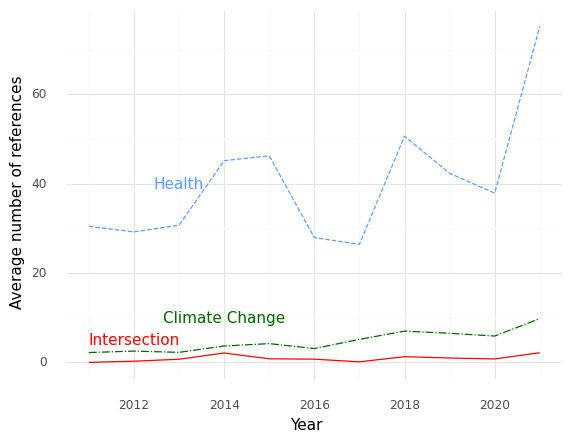 Average number of references
60
40
20
0
Health
Climate Change
Intersection
2012 2014 2016 2018 2020
Year